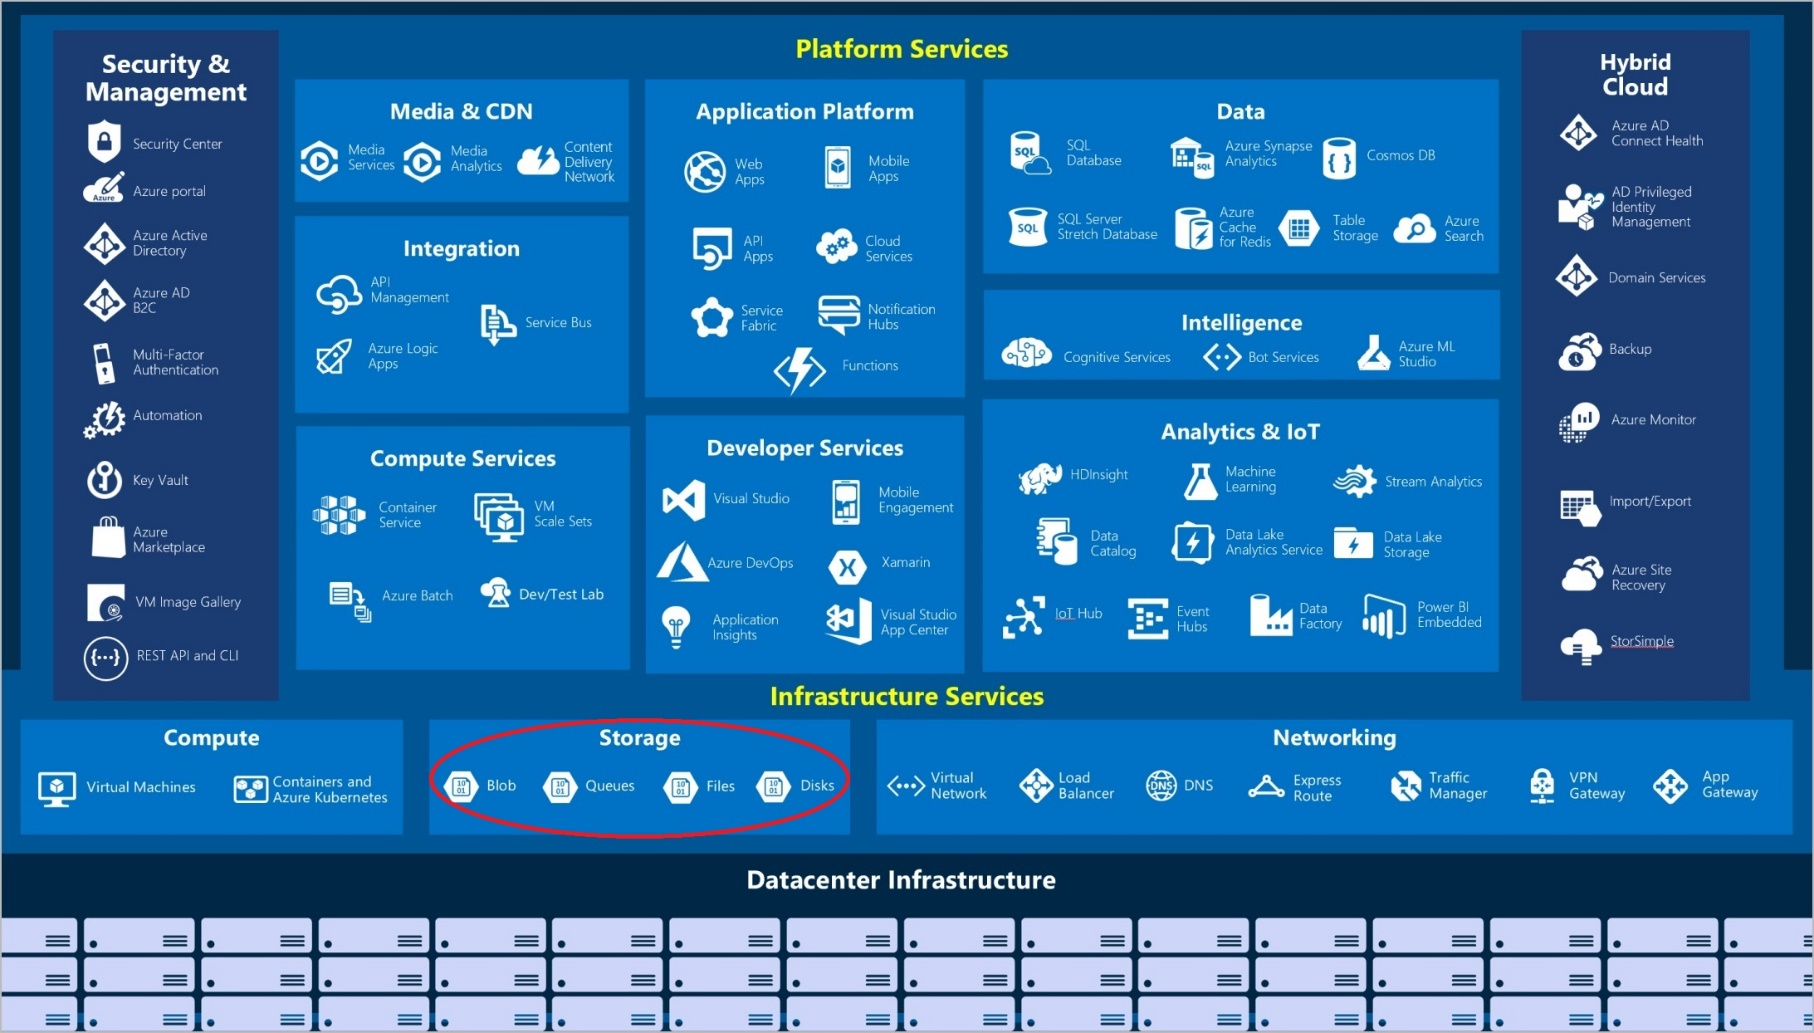 Platform Services
Security &
Management
Security Center
Azure
Azure portal
Azure Active
Directory
Azure AD
B2C
Multi-Factor
Authentication
Automation
Key Vault
Azure
Marketplace
VM Image Gallery
REST API and CLI
Media & CDN
Media
Services
Media
Analytics
Content
Delivery
Network
Integration
API
Management
Service Bus
Azure Logic
Apps
Compute Services
Container
Service
VM
Scale Sets
Azure Batch
Dev/Test Lab
Application Platform
Web
Apps
Mobile
Apps
API
Apps
Cloud
Services
Service
Fabric
Notification
Hubs
Functions
Developer Services
Visual Studio
Mobile
Engagement
Azure DevOps
Xamarin
Application
Insights
Visual Studio
App Center
Data
SQL
SQL
Database
SQL
Azure Synapse
Analytics
Cosmos DB
SQL
SQL Server
Stretch Database
Azure
Cache
for Redis
Table
Storage
Azure
Search
Intelligence
Cognitive Services
Bot Services
Azure ML
Studio
Analytics & IoT
HDInsight
Machine
Learning
Stream Analytics
Data
Catalog
Data Lake
Analytics Service
Data Lake
Storage
IoT Hub
Event
Hubs
Data
Factory
Power BI
Embedded
Hybrid
Cloud
Azure AD
Connect Health
AD Privileged
Identity
Management
Domain Services
Backup
Azure Monitor
Import/Export
Azure Site
Recovery
StorSimple
Infrastructure Services
Compute
Virtual Machines
Containers and
Azure Kubernetes
Storage
10
01
Blob
10
01
Queues
10
01
Files
10
01
Disks
Networking
Virtual
Network
Load
Balancer
DNS
DNS
Express
Route
Traffic
Manager
VPN
Gateway
App
Gateway
Datacenter Infrastructure